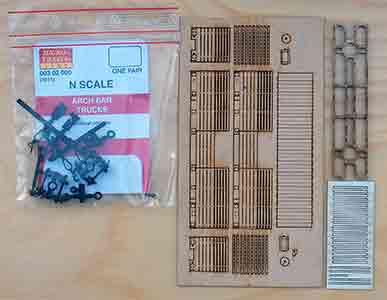 MICRO-TRAINS
003 02 000
ONE PAIR
N SCALE
ARCH BAR
TRUCKS